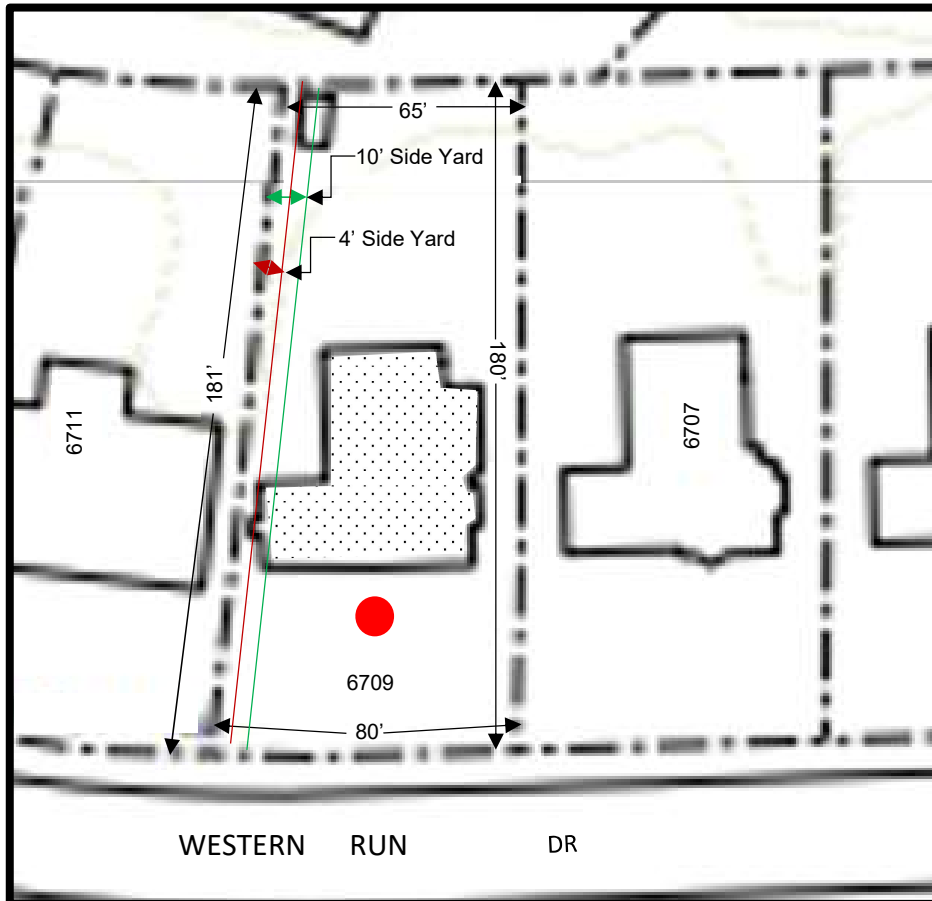 65’
10’ Side Yard
4’ Side Yard
181’
180’
6711
6707
6709
80’
WESTERN RUN DR